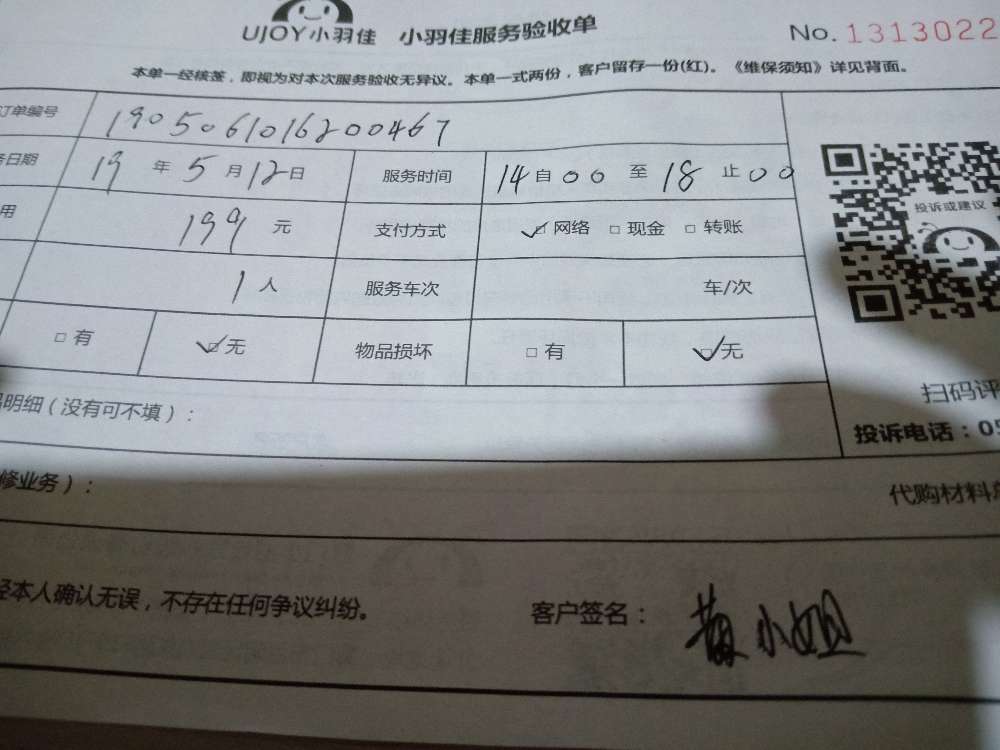 UJOY小羽佳 小羽佳服务验收单 No. 1313022
本单一经核签，即视为对本次服务验收无异议。本单一式两份，客户留存一份(红)。《维保须知》详见背面。
订单编号 1905061016200467
务日期 19 年 5 月 12 日 服务时间 14 自 00 至 18 止 00
用 199 元 支付方式 ☑网络 □现金 □转账
1 人 服务车次 车/次
□有 ☑无 物品损坏 □有 ☑无
投诉或建议
扫码评
明细（没有可不填）：
投诉电话：05
修业务）：
代购材料
经本人确认无误，不存在任何争议纠纷。 客户签名： 黄小姐